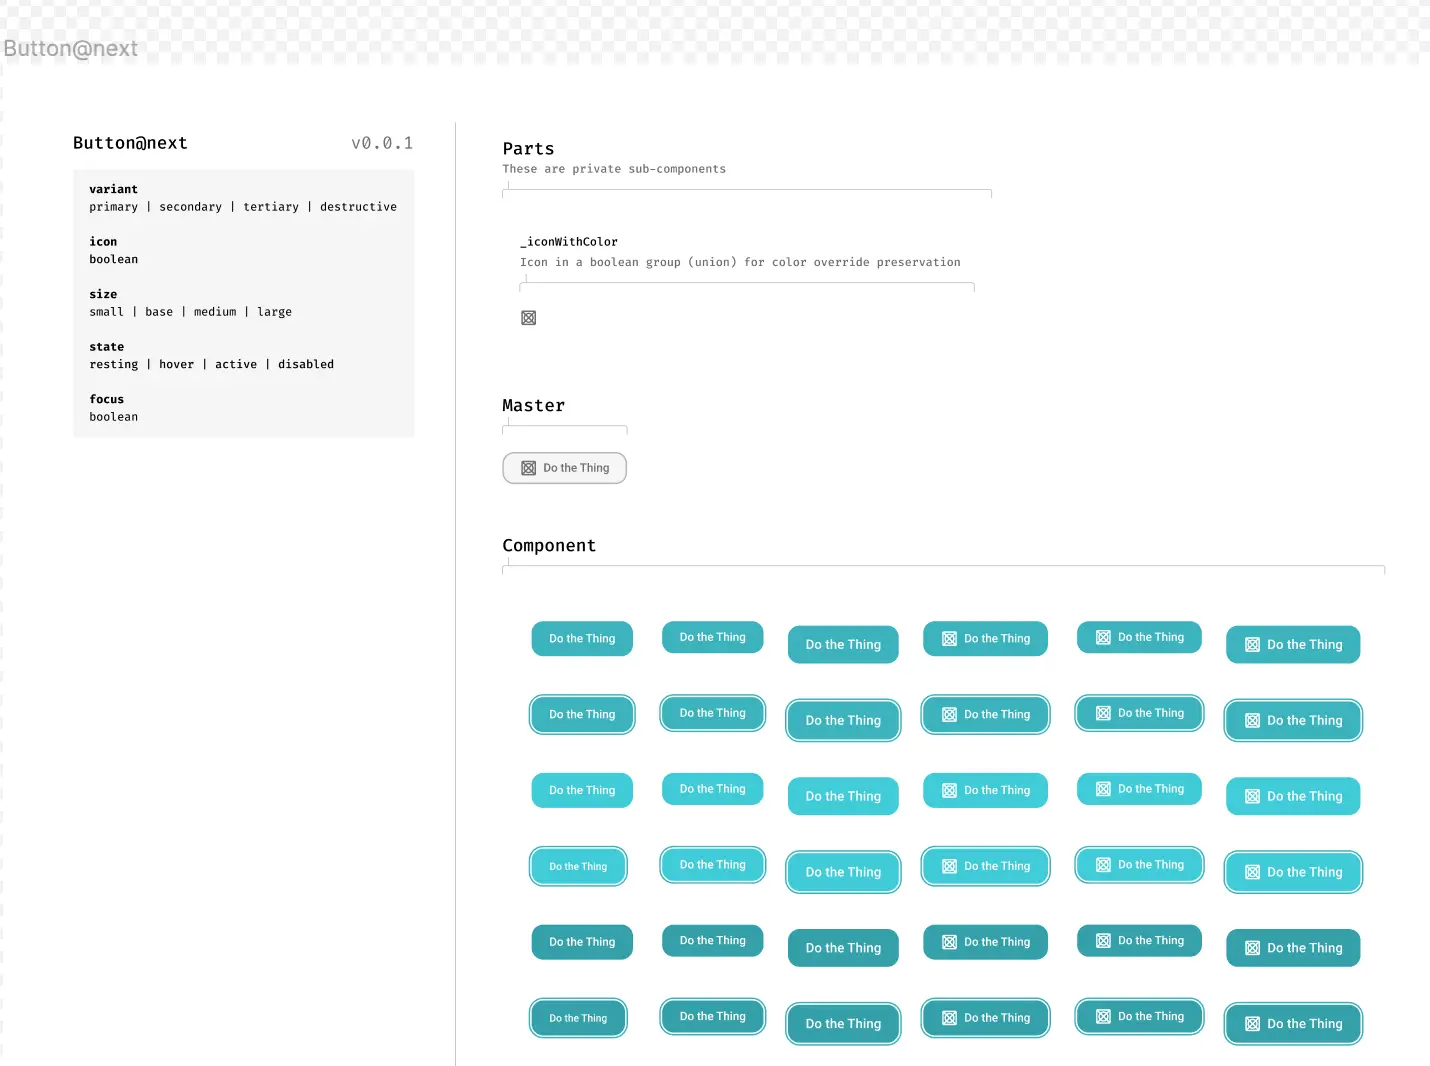 Button@next
Button@next v0.0.1
variant
primary | secondary | tertiary | destructive
icon
boolean
size
small | base | medium | large
state
resting | hover | active | disabled
focus
boolean
Parts
These are private sub-components
_iconWithColor
Icon in a boolean group (union) for color override preservation
Master
Do the Thing
Component
Do the Thing Do the Thing Do the Thing Do the Thing Do the Thing Do the Thing
Do the Thing Do the Thing Do the Thing Do the Thing Do the Thing Do the Thing
Do the Thing Do the Thing Do the Thing Do the Thing Do the Thing Do the Thing
Do the Thing Do the Thing Do the Thing Do the Thing Do the Thing Do the Thing
Do the Thing Do the Thing Do the Thing Do the Thing Do the Thing Do the Thing
Do the Thing Do the Thing Do the Thing Do the Thing Do the Thing Do the Thing